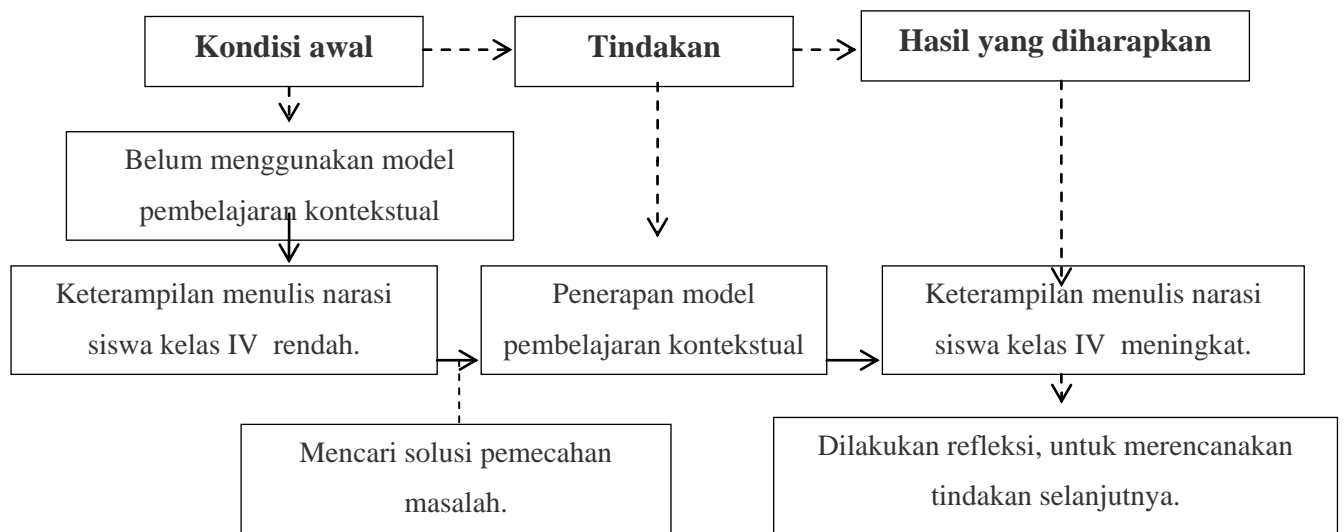 Kondisi awal
Tindakan
Hasil yang diharapkan
Belum menggunakan model
pembelajaran kontekstual
Keterampilan menulis narasi
siswa kelas IV rendah.
Penerapan model
pembelajaran kontekstual
Keterampilan menulis narasi
siswa kelas IV meningkat.
Mencari solusi pemecahan
masalah.
Dilakukan refleksi, untuk merencanakan
tindakan selanjutnya.